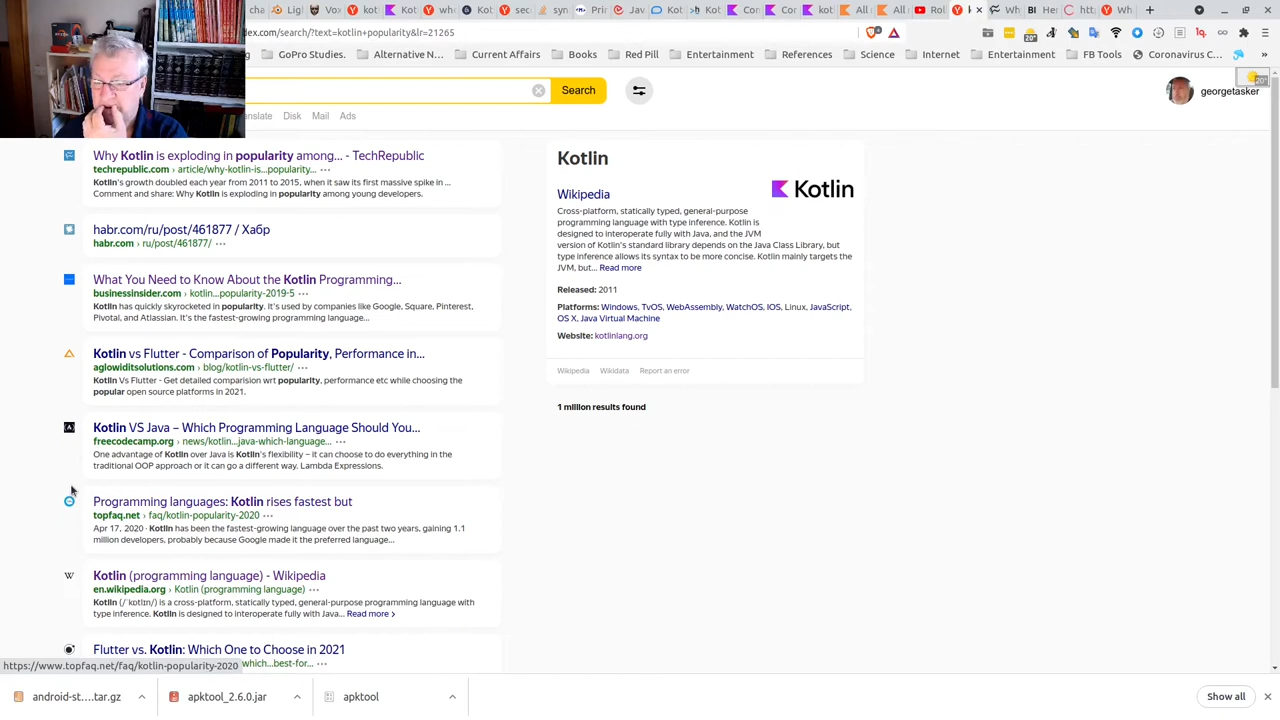 dex.com/search/?text=kotlin+popularity&lr=21265
GoPro Studies.
Alternative N...
Current Affairs
Books
Red Pill
Entertainment
References
Science
Internet
Entertainment
FB Tools
Coronavirus C...
Search
georgetasker
anslate Disk Mail Ads
Why Kotlin is exploding in popularity among... - TechRepublic
techrepublic.com › article/why-kotlin-is...popularity... ···
Kotlin's growth doubled each year from 2011 to 2015, when it saw its first massive spike in ...
Comment and share: Why Kotlin is exploding in popularity among young developers.
habr.com/ru/post/461877 / Хабр
habr.com › ru/post/461877/ ···
What You Need to Know About the Kotlin Programming...
businessinsider.com › kotlin...popularity-2019-5 ···
Kotlin has quickly skyrocketed in popularity. It's used by companies like Google, Square, Pinterest,
Pivotai, and Atlassian. It's the fastest-growing programming language...
Kotlin vs Flutter - Comparison of Popularity, Performance in...
aglowiditsolutions.com › blog/kotlin-vs-flutter/ ···
Kotlin Vs Flutter - Get detailed comparision wrt popularity, performance etc while choosing the
popular open source platforms in 2021.
Kotlin VS Java – Which Programming Language Should You...
freecodecamp.org › news/kotlin...java-which-language... ···
One advantage of Kotlin over Java is Kotlin's flexibility – it can choose to do everything in the
traditional OOP approach or it can go a different way. Lambda Expressions.
Programming languages: Kotlin rises fastest but
topfaq.net › faq/kotlin-popularity-2020 ···
Apr 17, 2020 · Kotlin has been the fastest-growing language over the past two years, gaining 1.1
million developers, probably because Google made it the preferred language...
Kotlin (programming language) - Wikipedia
en.wikipedia.org › Kotlin (programming language) ···
Kotlin (/ˈkɒtlɪn/) is a cross-platform, statically typed, general-purpose programming language with
type inference. Kotlin is designed to interoperate fully with Java... Read more ›
Flutter vs. Kotlin: Which One to Choose in 2021
which...best-for... ···
https://www.topfaq.net/faq/kotlin-popularity-2020
Kotlin
Kotlin
Wikipedia
Cross-platform, statically typed, general-purpose
programming language with type inference. Kotlin is
designed to interoperate fully with Java, and the JVM
version of Kotlin's standard library depends on the Java Class Library, but
type inference allows its syntax to be more concise. Kotlin mainly targets the
JVM, but... Read more
Released: 2011
Platforms: Windows, TvOS, WebAssembly, WatchOS, IOS, Linux, JavaScript,
OS X, Java Virtual Machine
Website: kotlinlang.org
Wikipedia Wikidata Report an error
1 million results found
android-st....tar.gz
apktool_2.6.0.jar
apktool
Show all